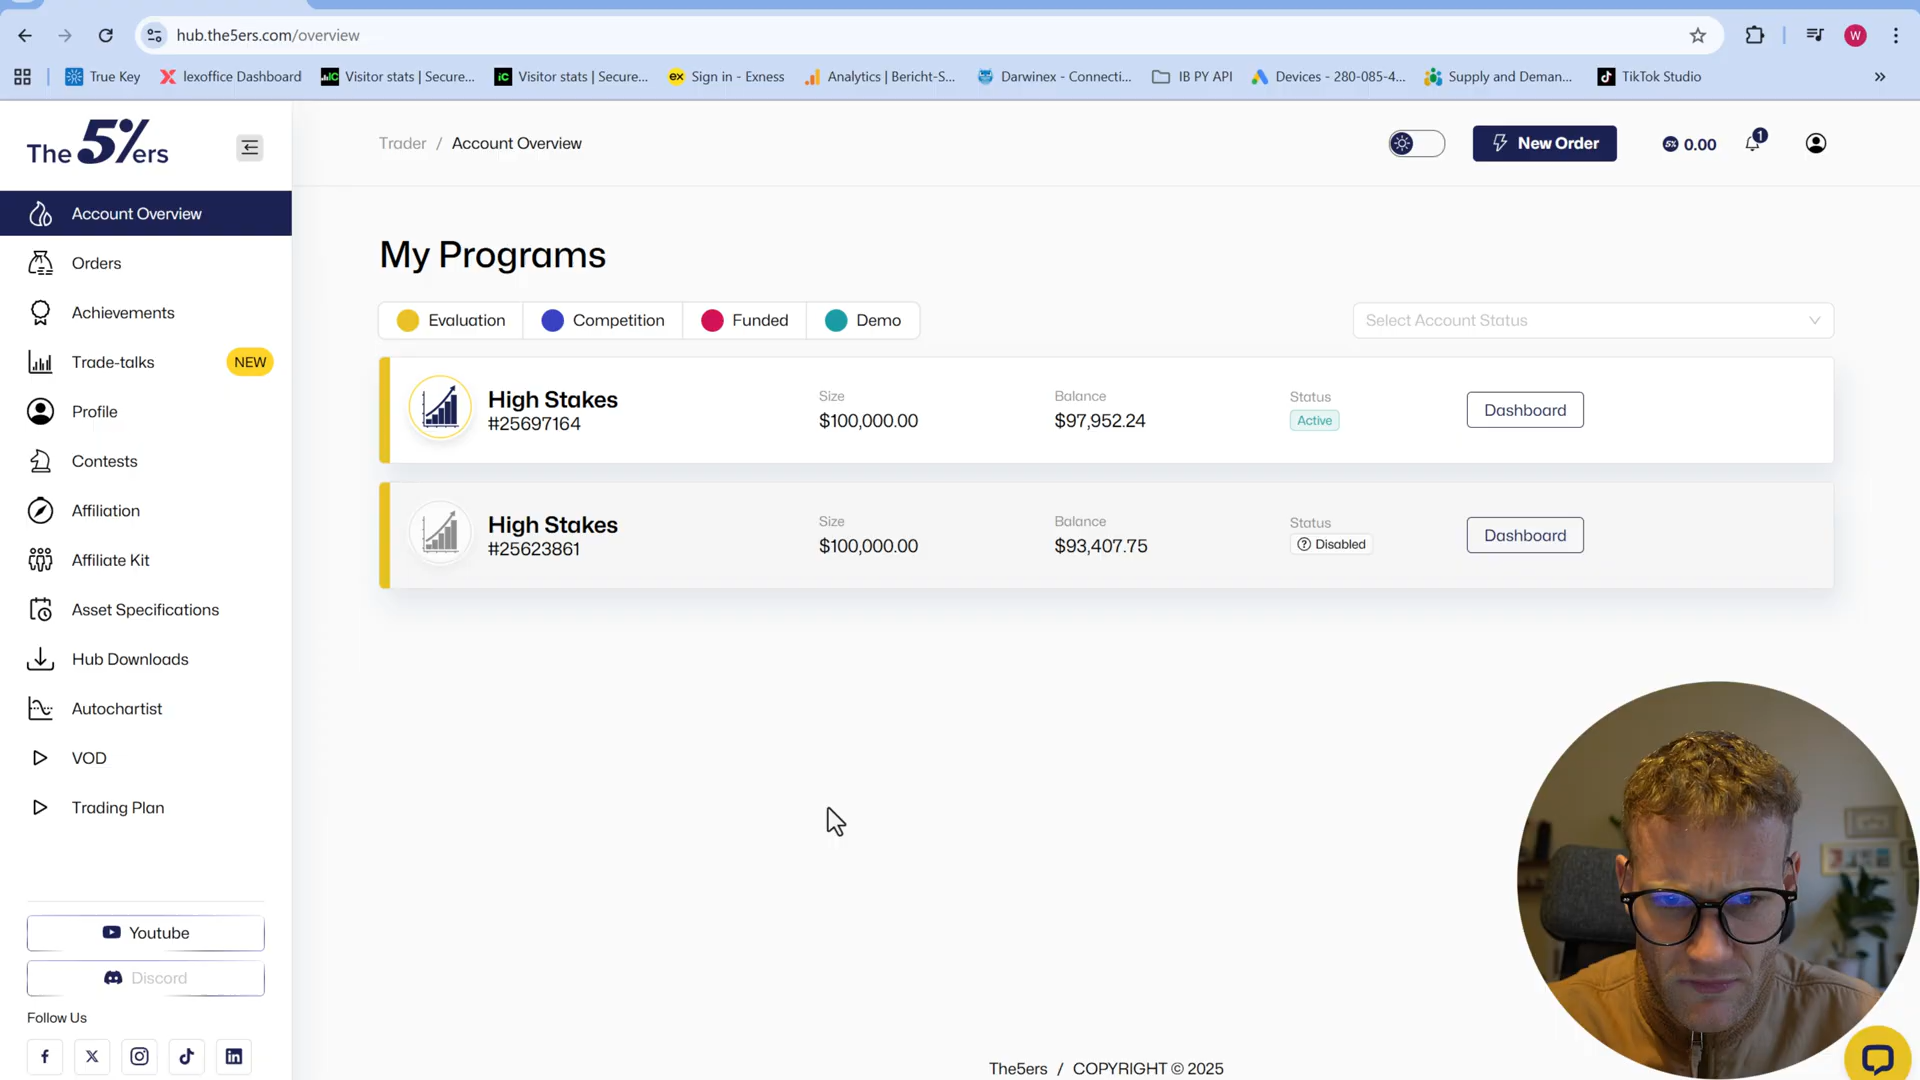 hub.the5ers.com/overview
W
True Key
lexoffice Dashboard
Visitor stats | Secure...
Visitor stats | Secure...
Sign in - Exness
Analytics | Bericht-S...
Darwinex - Connecti...
IB PY API
Devices - 280-085-4...
Supply and Deman...
TikTok Studio
The 5%ers
Trader / Account Overview
New Order
0.00
1
Account Overview
Orders
Achievements
Trade-talks
NEW
Profile
Contests
Affiliation
Affiliate Kit
Asset Specifications
Hub Downloads
Autochartist
VOD
Trading Plan
Youtube
Discord
Follow Us
My Programs
Evaluation
Competition
Funded
Demo
Select Account Status
High Stakes
#25697164
Size
$100,000.00
Balance
$97,952.24
Status
Active
Dashboard
High Stakes
#25623861
Size
$100,000.00
Balance
$93,407.75
Status
Disabled
Dashboard
The5ers / COPYRIGHT © 2025